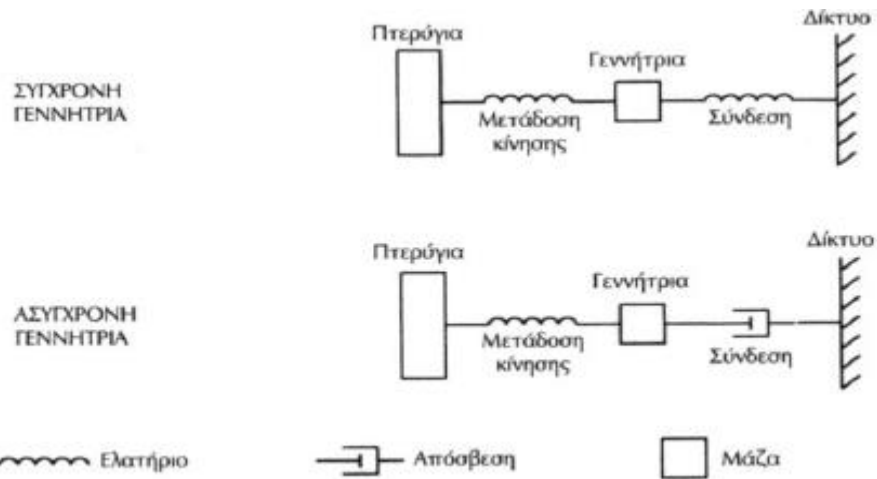 Πτερύγια
Γεννήτρια
Δίκτυο
ΣΥΓΧΡΟΝΗ
ΓΕΝΝΗΤΡΙΑ
Μετάδοση
κίνησης
Σύνδεση
Πτερύγια
Γεννήτρια
Δίκτυο
ΑΣΥΓΧΡΟΝΗ
ΓΕΝΝΗΤΡΙΑ
Μετάδοση
κίνησης
Σύνδεση
Ελατήριο
Απόσβεση
Μάζα